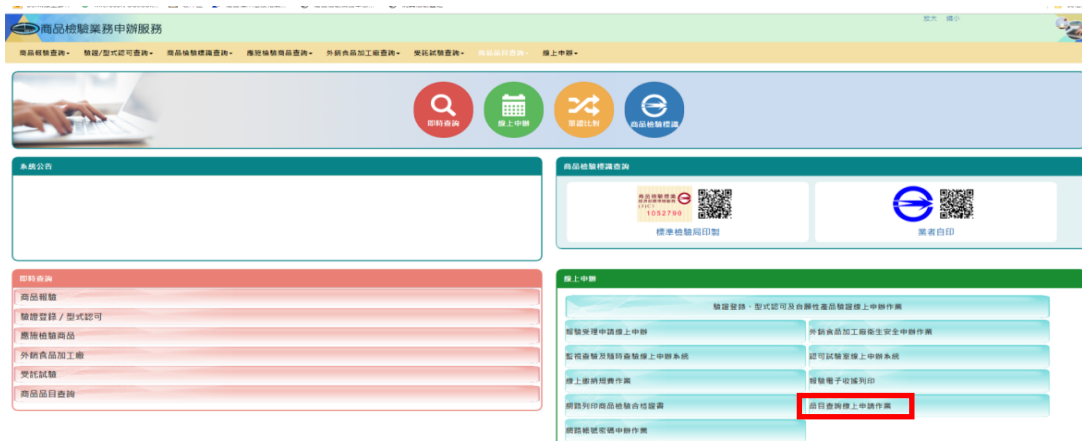 商品檢驗業務申辦服務
放大 縮小
商品報驗查詢 驗證/型式認可查詢 商品檢驗標識查詢 應施檢驗商品查詢 外銷食品加工廠查詢 受託試驗查詢 商品品目查詢 線上申辦
即時查詢 線上申辦 商品檢驗標識
系統公告
商品檢驗標識查詢
1052799
標準檢驗局印製 業者自印
即時查詢
商品報驗
驗證登錄 / 型式認可
應施檢驗商品
外銷食品加工廠
受託試驗
商品品目查詢
線上申辦
驗證登錄、型式認可及自願性產品驗證線上申辦作業
報驗受理申請線上申辦 外銷食品加工廠衛生安全申辦作業
監視查驗及隨時查驗線上申辦系統 認可試驗室線上申辦系統
線上繳納規費作業 報驗電子收據列印
網路列印商品檢驗合格證書 品目查詢線上申請作業
網路帳號密碼申辦作業